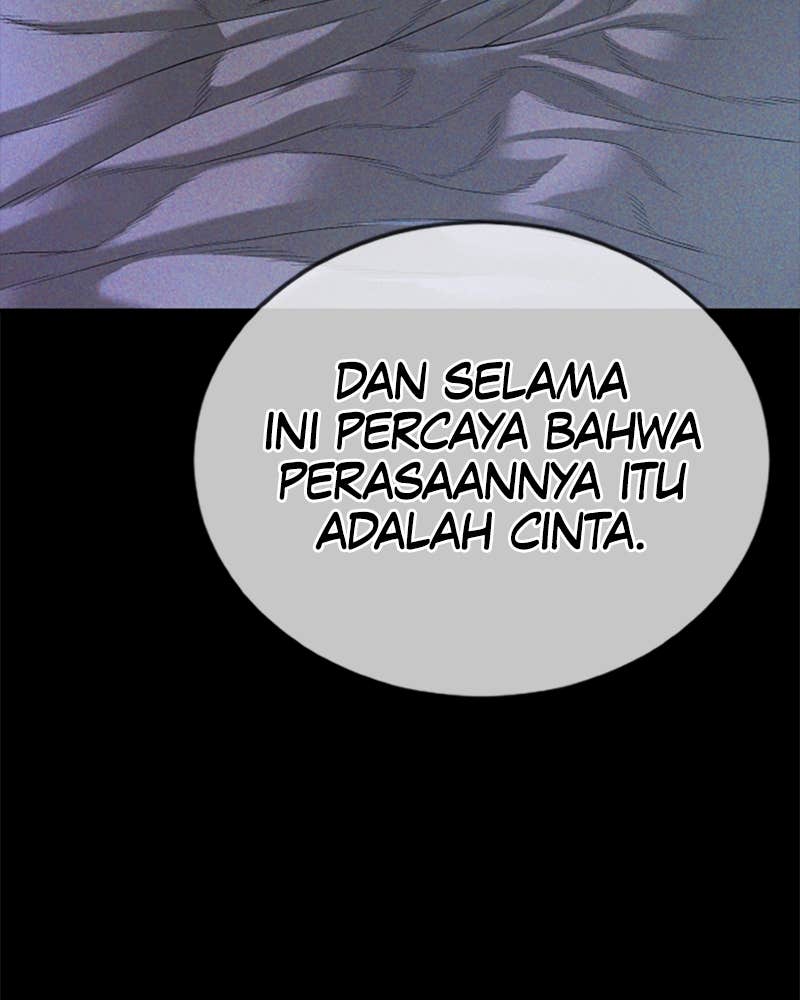 DAN SELAMA
INI PERCAYA BAHWA
PERASAANNYA ITU
ADALAH CINTA.